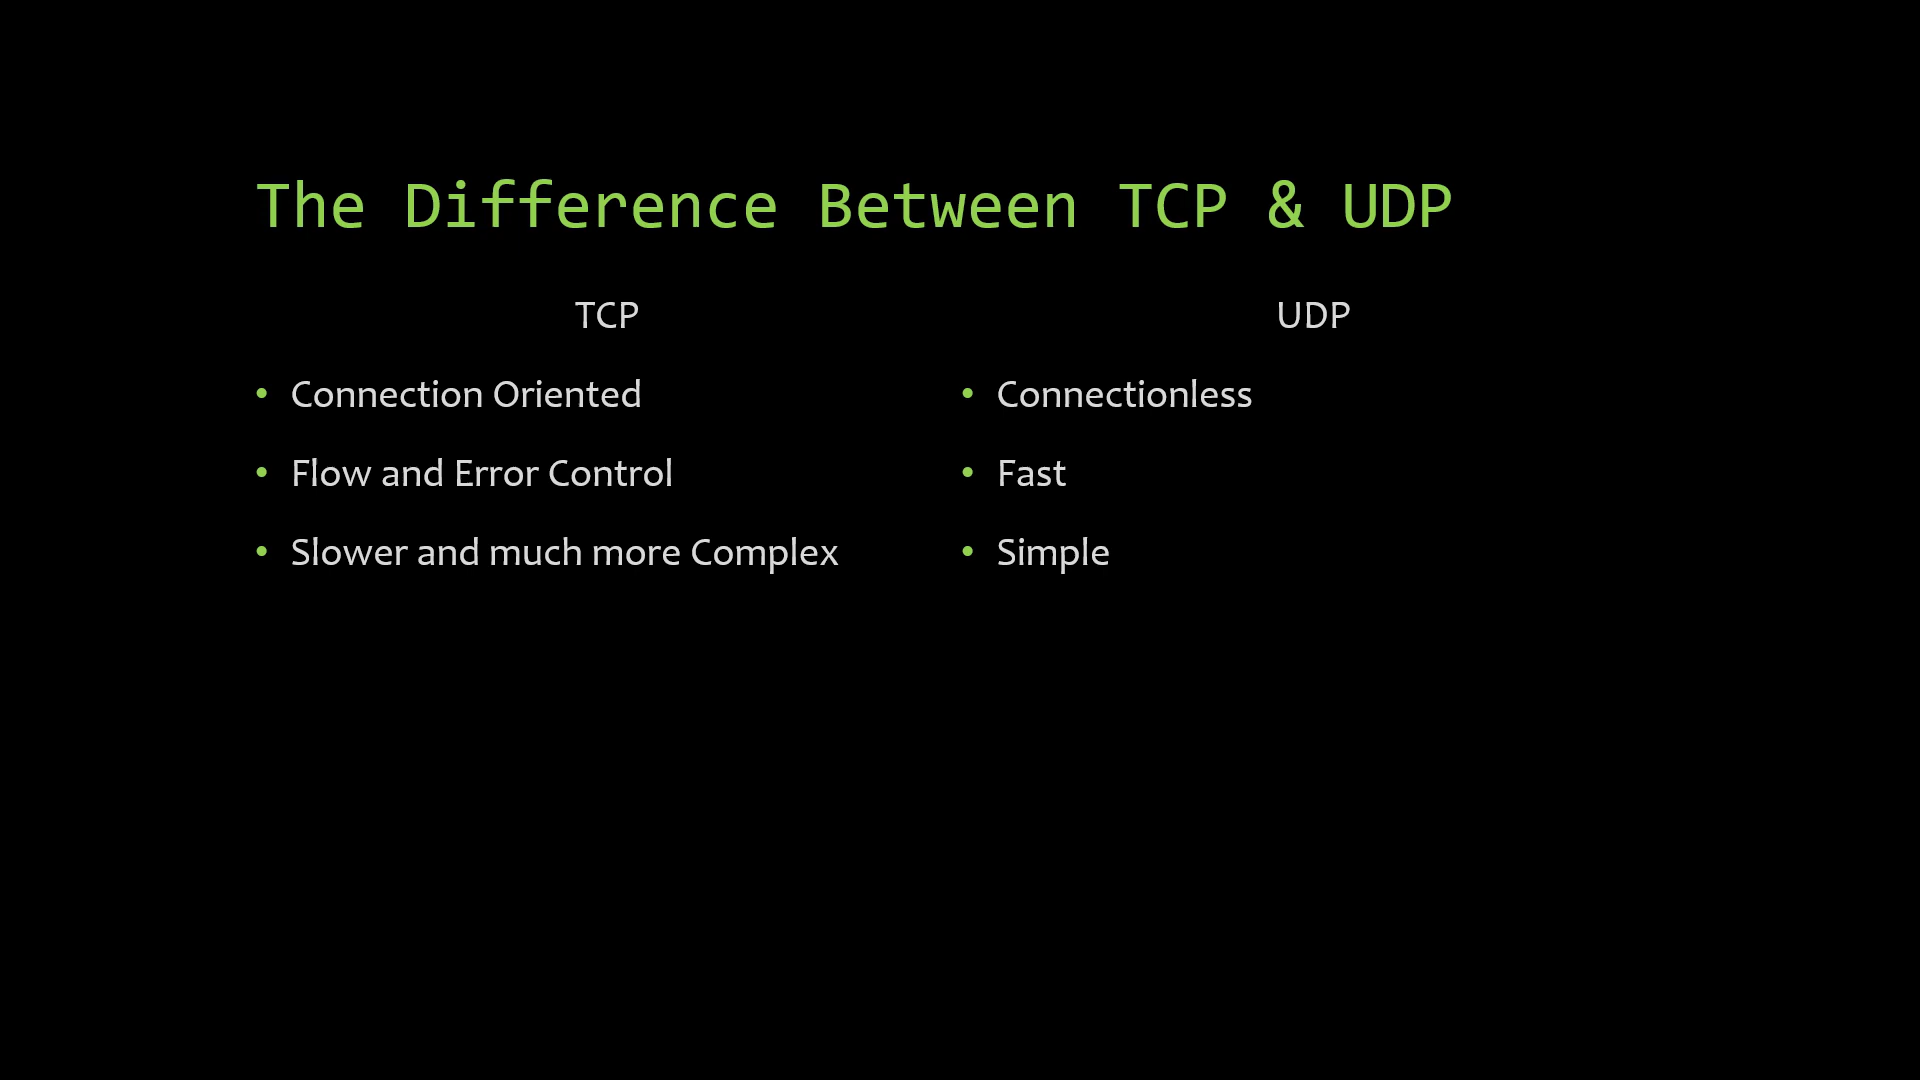 The Difference Between TCP & UDP
TCP
• Connection Oriented
• Flow and Error Control
• Slower and much more Complex
UDP
• Connectionless
• Fast
• Simple